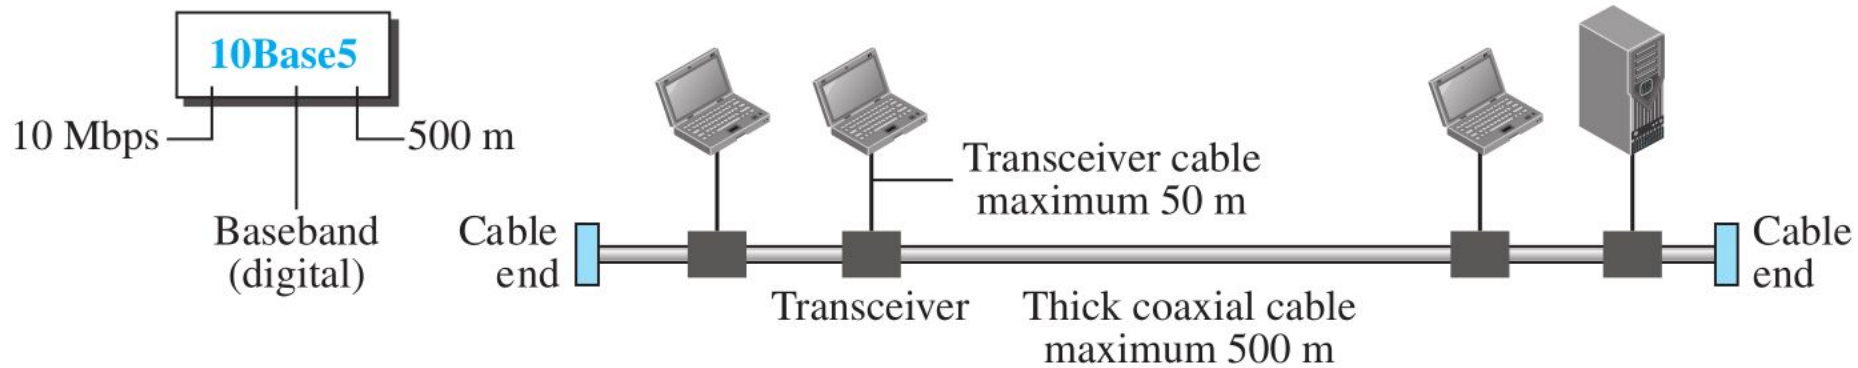 10Base5
10 Mbps
500 m
Baseband
(digital)
Cable
end
Transceiver cable
maximum 50 m
Transceiver
Thick coaxial cable
maximum 500 m
Cable
end